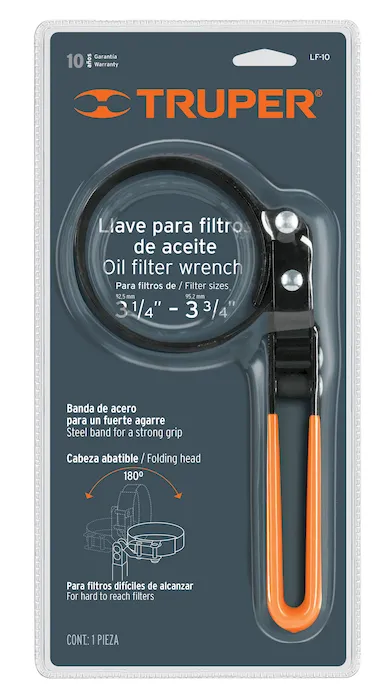 10 años Garantía
Warranty
LF-10
TRUPER®
Llave para filtros
de aceite
Oil filter wrench
Para filtros de / Filter sizes
92,5 mm 95,2 mm
3 1/4" - 3 3/4"
Banda de acero
para un fuerte agarre
Steel band for a strong grip
Cabeza abatible / Folding head
180º
Para filtros difíciles de alcanzar
For hard to reach filters
CONT.: 1 PIEZA